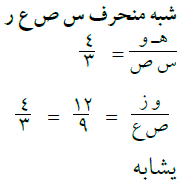 شبه منحرف س ص ع ر
هـ و / س ص = ٤ / ٣
و ز / ص ع = ١٢ / ٩ = ٤ / ٣
يشابه